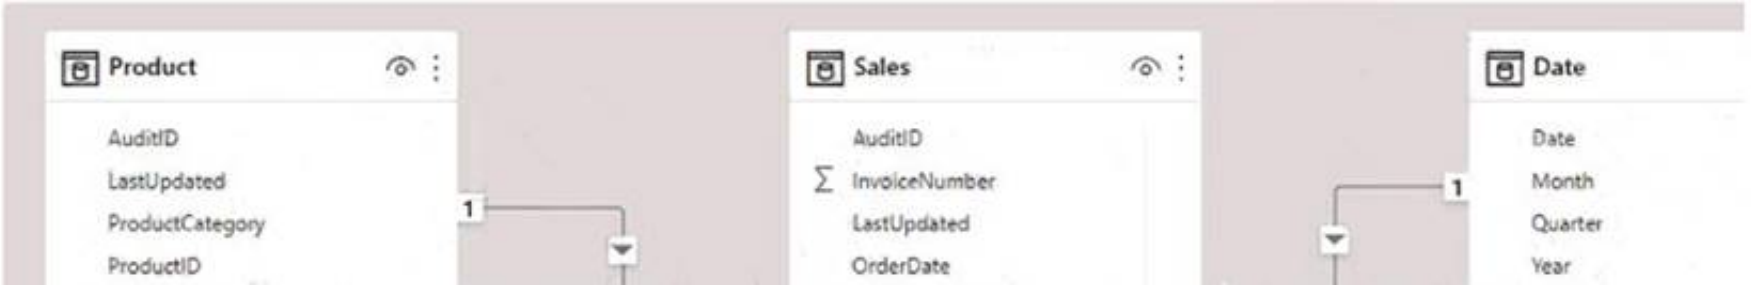 Product
AuditID
LastUpdated
1
ProductCategory
ProductID
Sales
AuditID
Σ InvoiceNumber
LastUpdated
OrderDate
1
Date
Date
Month
Quarter
Year